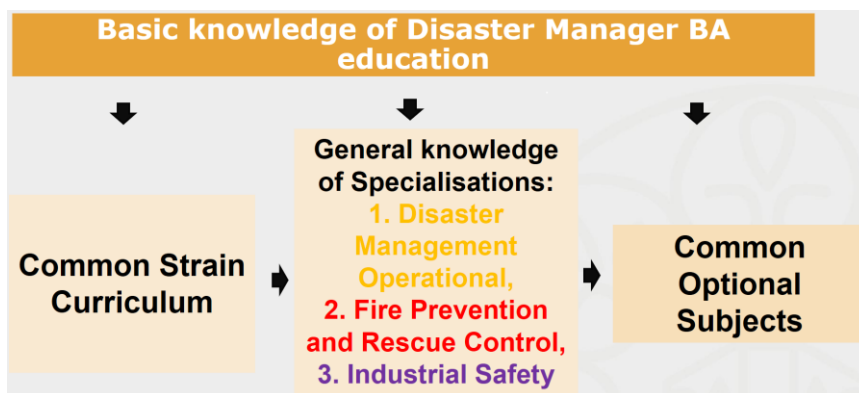 Basic knowledge of Disaster Manager BA
education
Common Strain
Curriculum
General knowledge
of Specialisations:
1. Disaster
Management
Operational,
2. Fire Prevention
and Rescue Control,
3. Industrial Safety
Common
Optional
Subjects